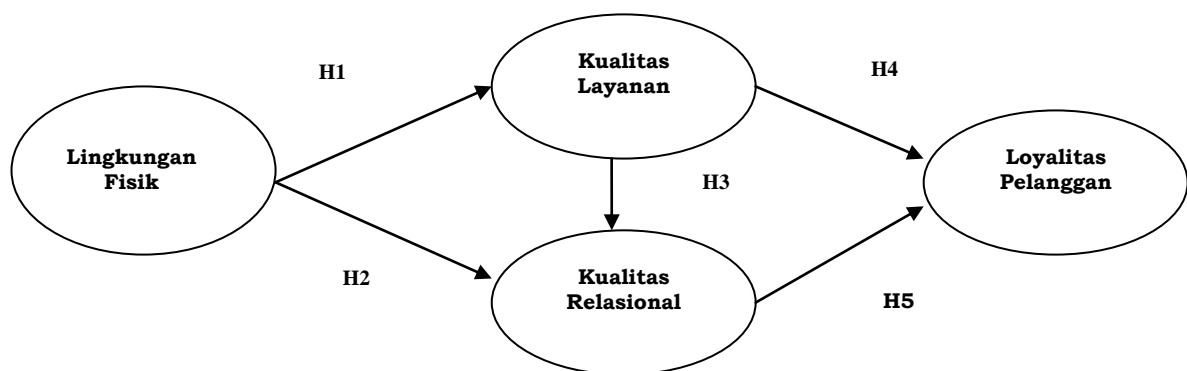 H1
Kualitas
Layanan
H4
Lingkungan
Fisik
H3
Loyalitas
Pelanggan
H2
Kualitas
Relasional
H5